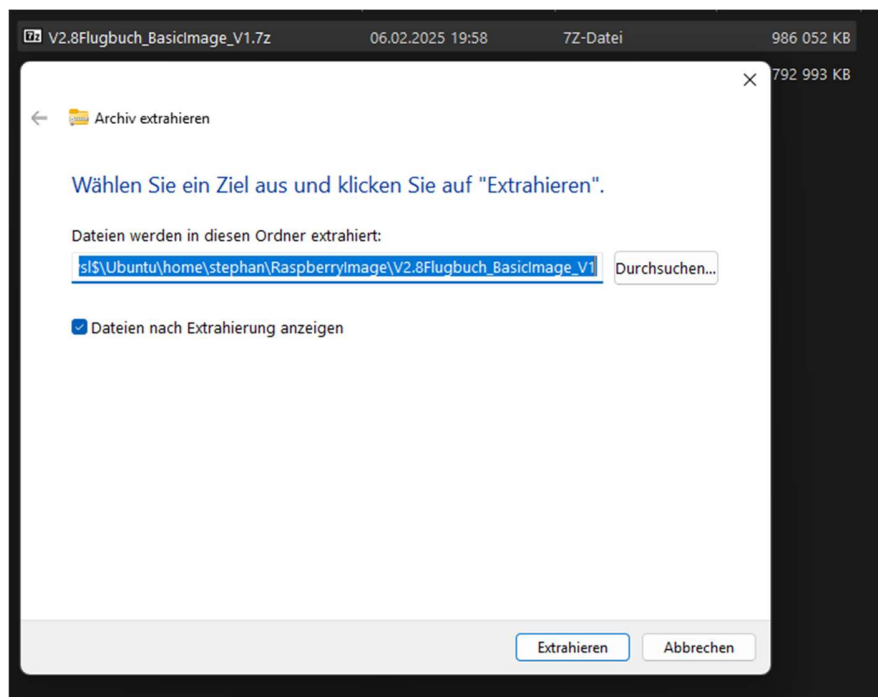 V2.8Flugbuch_BasicImage_V1.7z 06.02.2025 19:58 7Z-Datei 986 052 KB
792 993 KB
Archiv extrahieren
Wählen Sie ein Ziel aus und klicken Sie auf "Extrahieren".
Dateien werden in diesen Ordner extrahiert:
sl$\Ubuntu\home\stephan\RaspberryImage\V2.8Flugbuch_BasicImage_V1 Durchsuchen...
Dateien nach Extrahierung anzeigen
Extrahieren Abbrechen